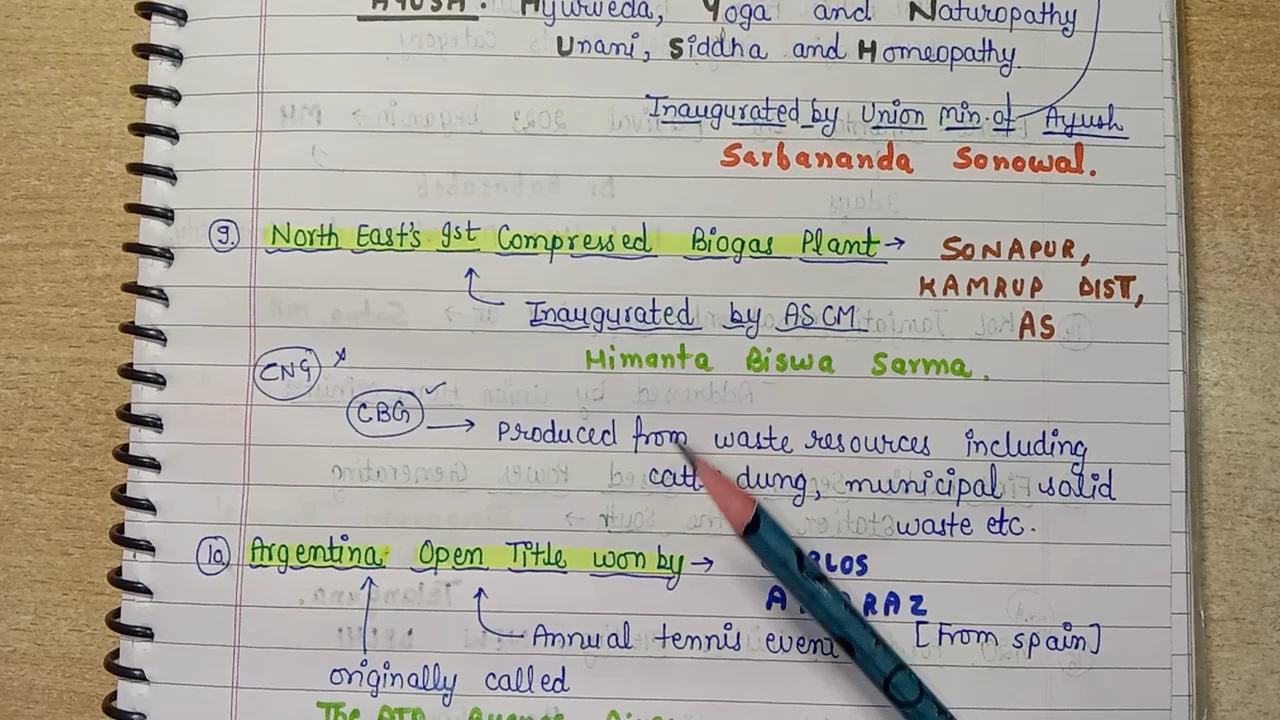 AYUSH: Ayurveda, Yoga and Naturopathy
Unani, Siddha and Homeopathy
Inaugurated by Union Min. of Ayush
Sarbananda Sonowal.
9. North East's 1st Compressed Biogas Plant → SONAPUR,
KAMRUP DIST,
AS
Inaugurated by AS CM
Himanta Biswa Sarma.
CNG ×
CBG ✓ → Produced from waste resources including
dung, municipal solid
waste etc.
10. Argentina Open Title won by →
Annual tennis event [From Spain]
originally called
The ATP